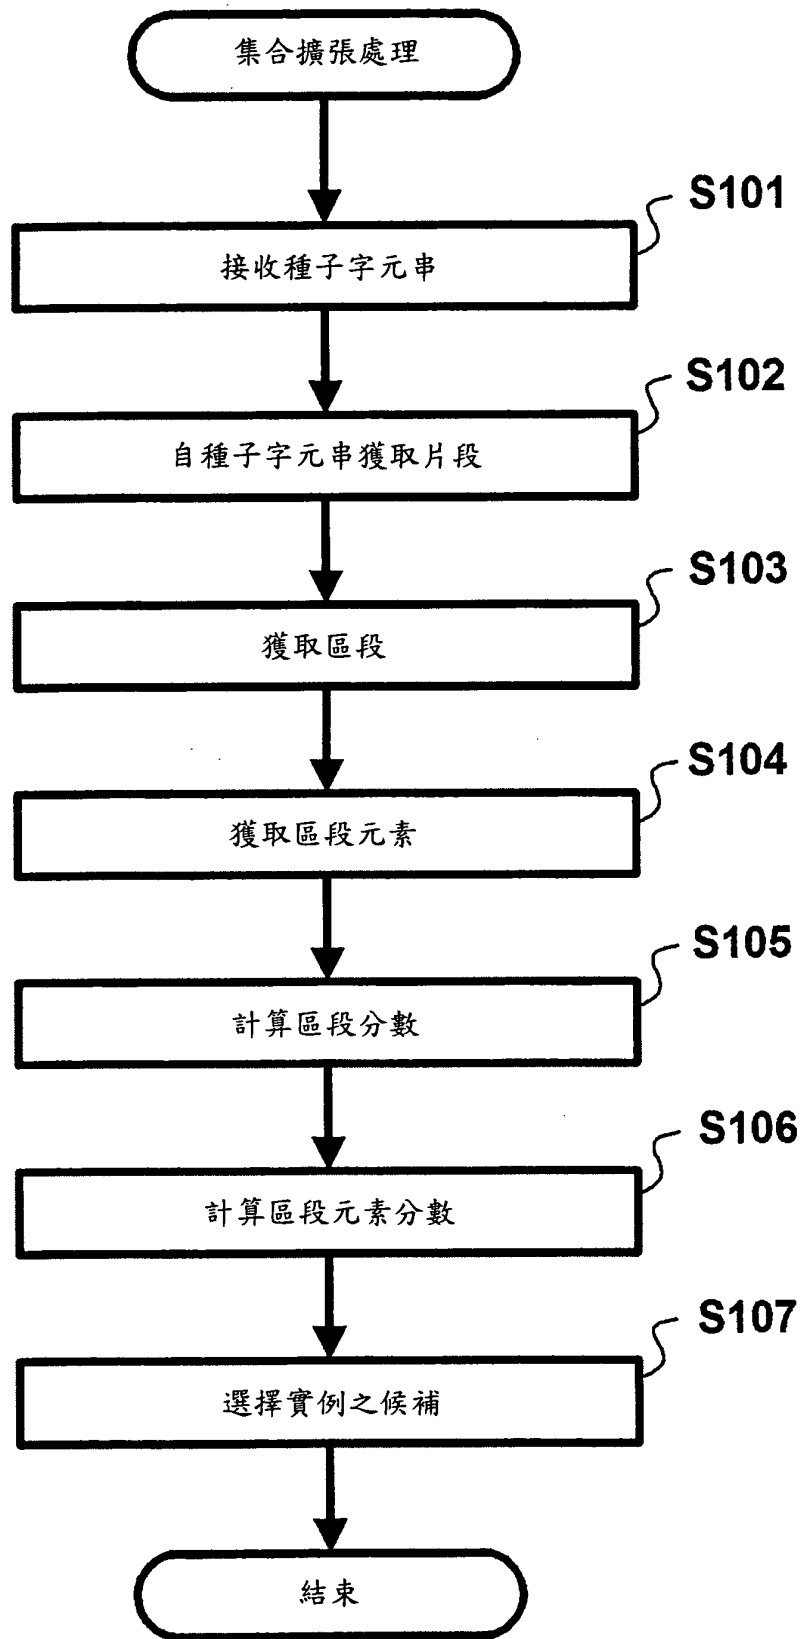 集合擴張處理
S101
接收種子字元串
S102
自種子字元串獲取片段
S103
獲取區段
S104
獲取區段元素
S105
計算區段分數
S106
計算區段元素分數
S107
選擇實例之候補
結束